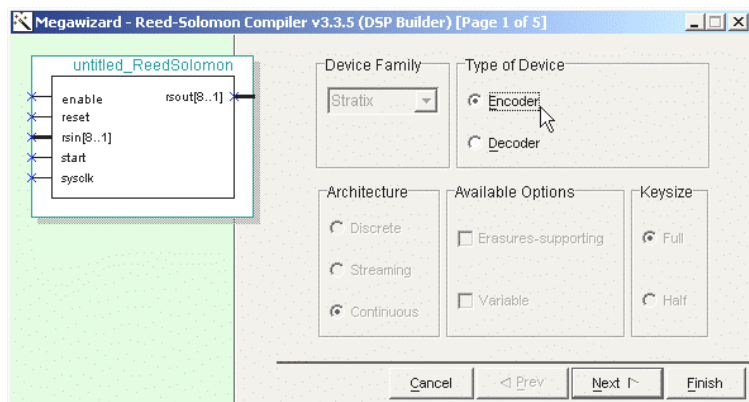 Megawizard - Reed-Solomon Compiler v3.3.5 (DSP Builder) [Page 1 of 5]
untitled_ReedSolomon
enable
reset
rsin[8..1]
start
sysclk
rsout[8..1]
Device Family
Stratix
Type of Device
Encoder
Decoder
Architecture
Discrete
Streaming
Continuous
Available Options
Erasures-supporting
Variable
Keysize
Full
Half
Cancel
Prev
Next
Finish